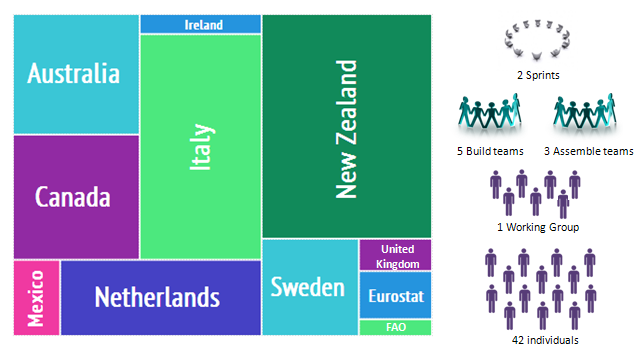 Australia
Ireland
Italy
New Zealand
Canada
Mexico
Netherlands
Sweden
United
Kingdom
Eurostat
FAO
2 Sprints
5 Build teams
3 Assemble teams
1 Working Group
42 individuals